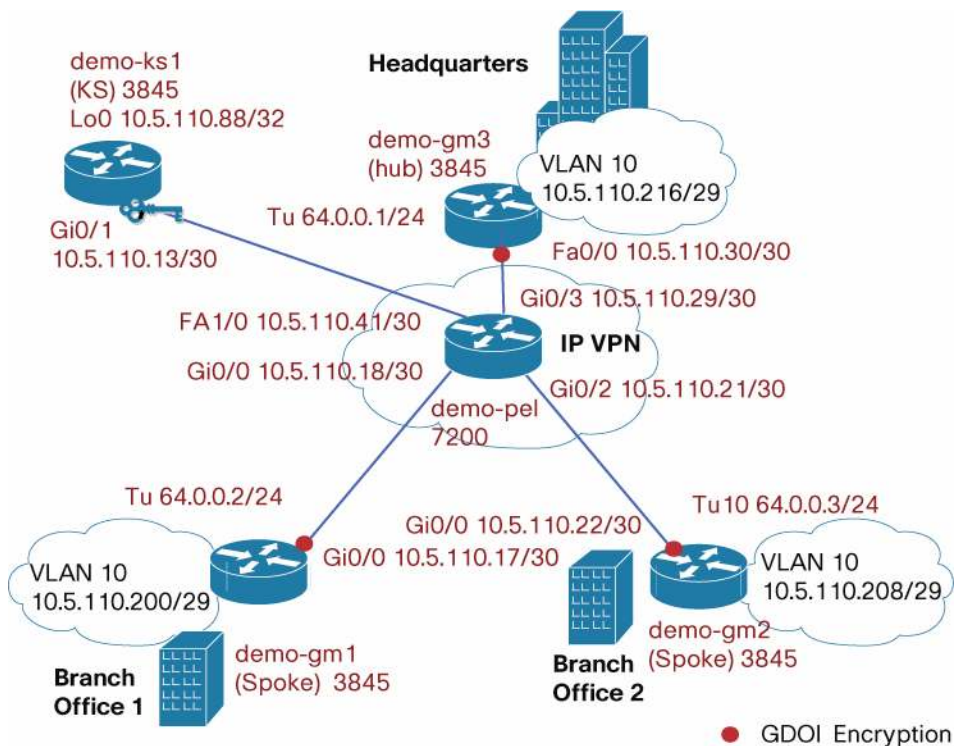 demo-ks1
(KS) 3845
Lo0 10.5.110.88/32
Headquarters
demo-gm3
(hub) 3845
VLAN 10
10.5.110.216/29
Tu 64.0.0.1/24
Gi0/1
10.5.110.13/30
Fa0/0 10.5.110.30/30
Gi0/3 10.5.110.29/30
FA1/0 10.5.110.41/30
IP VPN
Gi0/0 10.5.110.18/30
Gi0/2 10.5.110.21/30
demo-pel
7200
Tu 64.0.0.2/24
Tu10 64.0.0.3/24
Gi0/0 10.5.110.22/30
Gi0/0 10.5.110.17/30
VLAN 10
10.5.110.200/29
VLAN 10
10.5.110.208/29
demo-gm1
(Spoke) 3845
Branch
Office 1
Branch
Office 2
demo-gm2
(Spoke) 3845
GDOI Encryption